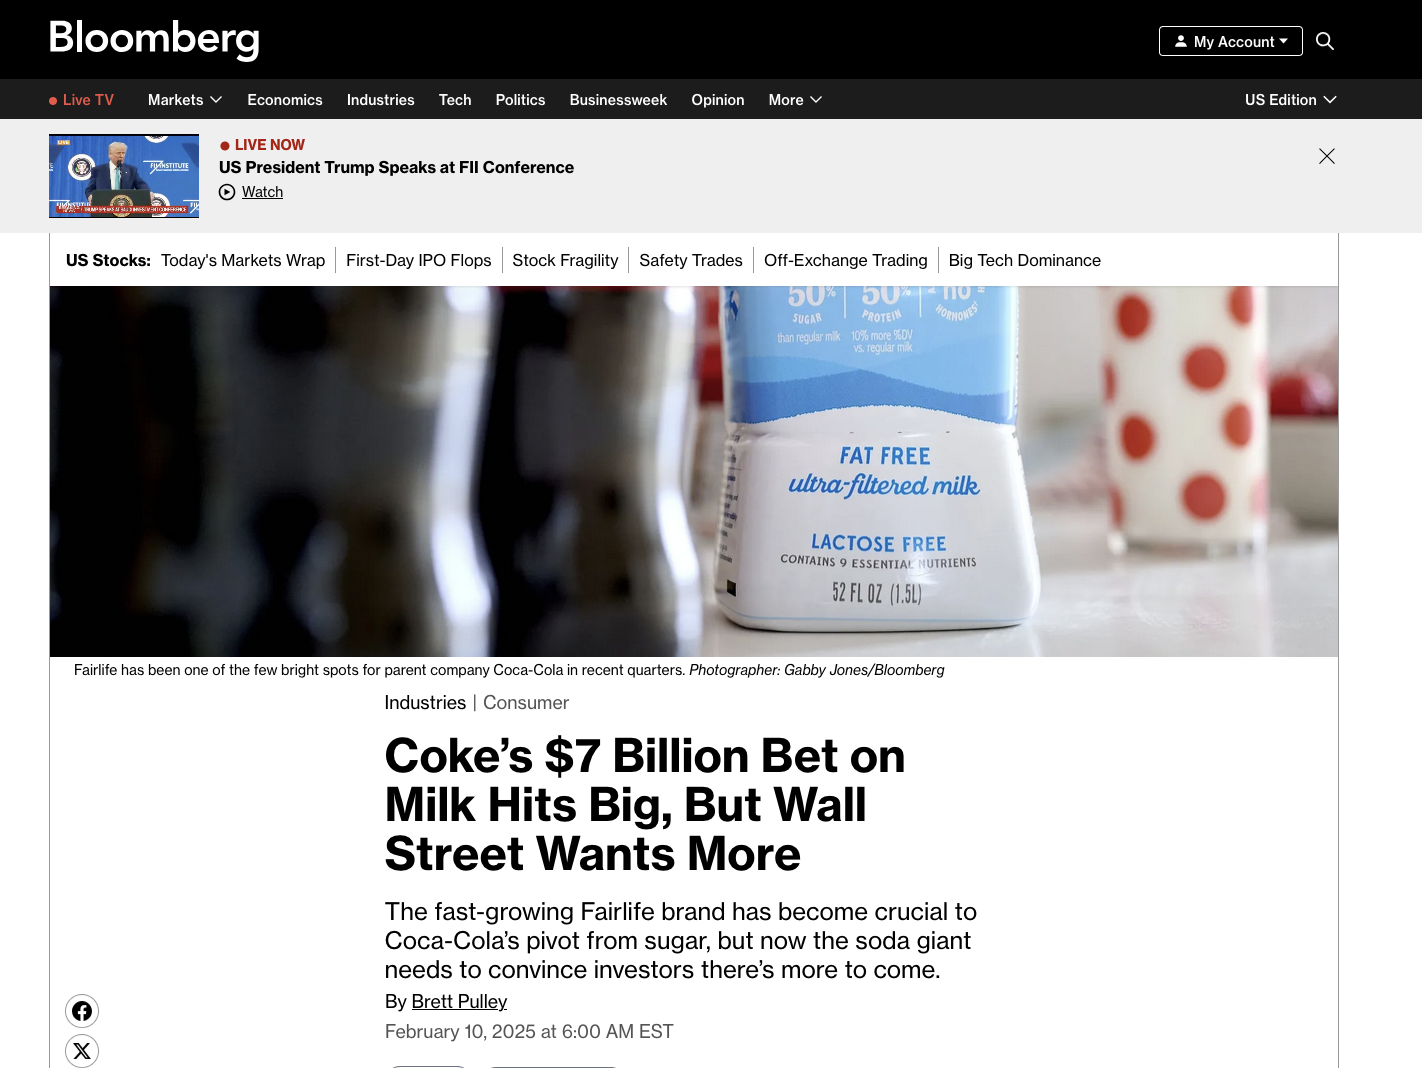 Bloomberg
My Account
Live TV
Markets
Economics
Industries
Tech
Politics
Businessweek
Opinion
More
US Edition
LIVE
FII INSTITUTE
LIVE NOW
US President Trump Speaks at FII Conference
Watch
US Stocks:
Today's Markets Wrap
First-Day IPO Flops
Stock Fragility
Safety Trades
Off-Exchange Trading
Big Tech Dominance
50% 50% no
SUGAR PROTEIN HORMONES
than regular milk 10% more %DV
vs. regular milk
FAT FREE
ultra-filtered milk
LACTOSE FREE
CONTAINS 9 ESSENTIAL NUTRIENTS
52 FL OZ (1.5L)
Fairlife has been one of the few bright spots for parent company Coca-Cola in recent quarters. Photographer: Gabby Jones/Bloomberg
Industries | Consumer
Coke’s $7 Billion Bet on
Milk Hits Big, But Wall
Street Wants More
The fast-growing Fairlife brand has become crucial to
Coca-Cola’s pivot from sugar, but now the soda giant
needs to convince investors there’s more to come.
By Brett Pulley
February 10, 2025 at 6:00 AM EST